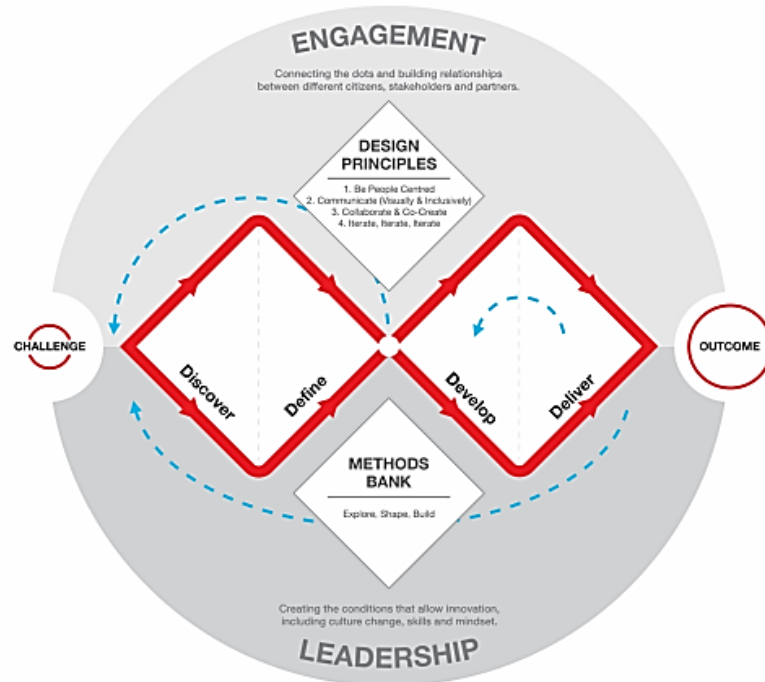 ENGAGEMENT
Connecting the dots and building relationships
between different citizens, stakeholders and partners.
DESIGN
PRINCIPLES
1. Be People Centred
2. Communicate (Visually & Inclusively)
3. Collaborate & Co-Create
4. Iterate, Iterate, Iterate
CHALLENGE
OUTCOME
Discover
Define
Develop
Deliver
METHODS
BANK
Explore, Shape, Build
Creating the conditions that allow innovation,
including culture change, skills and mindset.
LEADERSHIP